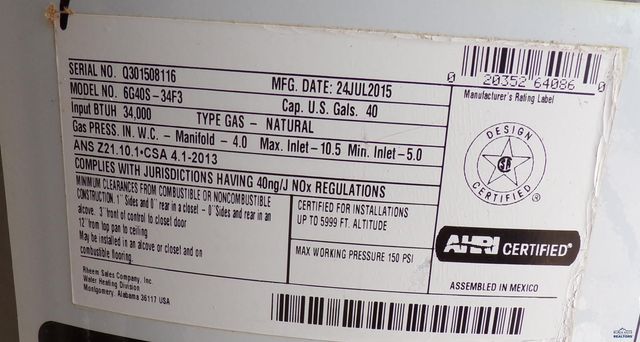 SERIAL NO. Q301508116
MFG. DATE: 24JUL2015
MODEL NO. 6G40S-34F3
Cap. U.S. Gals. 40
Input BTUH 34,000
TYPE GAS - NATURAL
Gas PRESS. IN. W.C. - Manifold - 4.0 Max. Inlet-10.5 Min. Inlet-5.0
ANS Z21.10.1•CSA 4.1-2013
COMPLIES WITH JURISDICTIONS HAVING 40ng/J NOx REGULATIONS
MINIMUM CLEARANCES FROM COMBUSTIBLE OR NONCOMBUSTIBLE
CONSTRUCTION. 1" Sides and 0" rear in a closet - 0" Sides and rear in an
alcove. 3" front of control to closet door
12" from top pan to ceiling
May be installed in an alcove or closet and on
combustible flooring.
Rheem Sales Company, Inc.
Water Heating Division
Montgomery, Alabama 36117 USA
CERTIFIED FOR INSTALLATIONS
UP TO 5999 FT. ALTITUDE
MAX WORKING PRESSURE 150 PSI
0 20352 64086 0
Manufacturer's Rating Label
DESIGN
CERTIFIED
AHRI CERTIFIED®
ASSEMBLED IN MEXICO
REALTORS